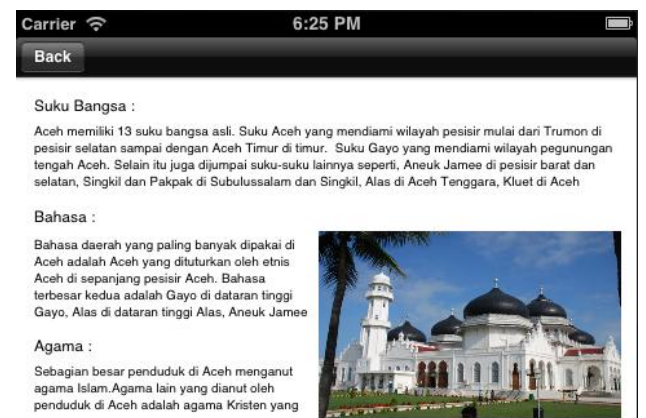 Carrier 6:25 PM
Back
Suku Bangsa :
Aceh memiliki 13 suku bangsa asli. Suku Aceh yang mendiami wilayah pesisir mulai dari Trumon di
pesisir selatan sampai dengan Aceh Timur di timur. Suku Gayo yang mendiami wilayah pegunungan
tengah Aceh. Selain itu juga dijumpai suku-suku lainnya seperti, Aneuk Jamee di pesisir barat dan
selatan, Singkil dan Pakpak di Subulussalam dan Singkil, Alas di Aceh Tenggara, Kluet di Aceh
Bahasa :
Bahasa daerah yang paling banyak dipakai di
Aceh adalah Aceh yang dituturkan oleh etnis
Aceh di sepanjang pesisir Aceh. Bahasa
terbesar kedua adalah Gayo di dataran tinggi
Gayo, Alas di dataran tinggi Alas, Aneuk Jamee
Agama :
Sebagian besar penduduk di Aceh menganut
agama Islam.Agama lain yang dianut oleh
penduduk di Aceh adalah agama Kristen yang